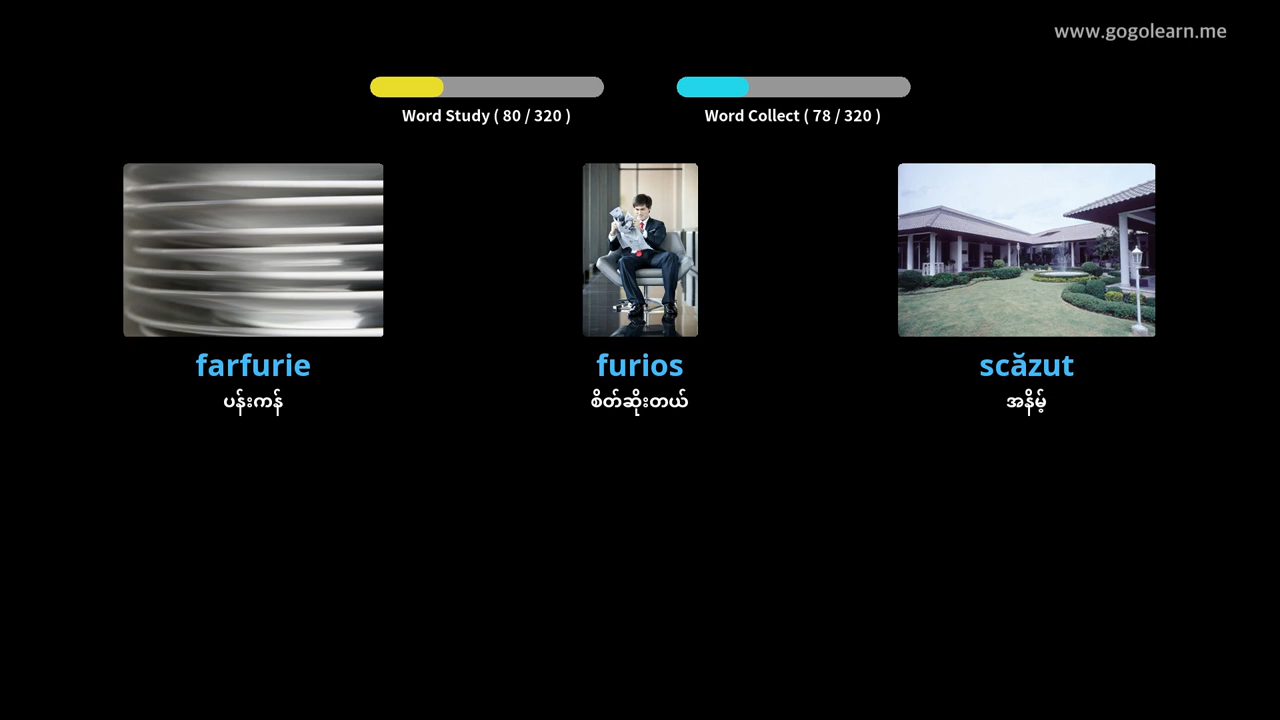 www.gogolearn.me
Word Study ( 80 / 320 )
Word Collect ( 78 / 320 )
farfurie
ပန်းကန်
furios
စိတ်ဆိုးတယ်
scăzut
အနိမ့်